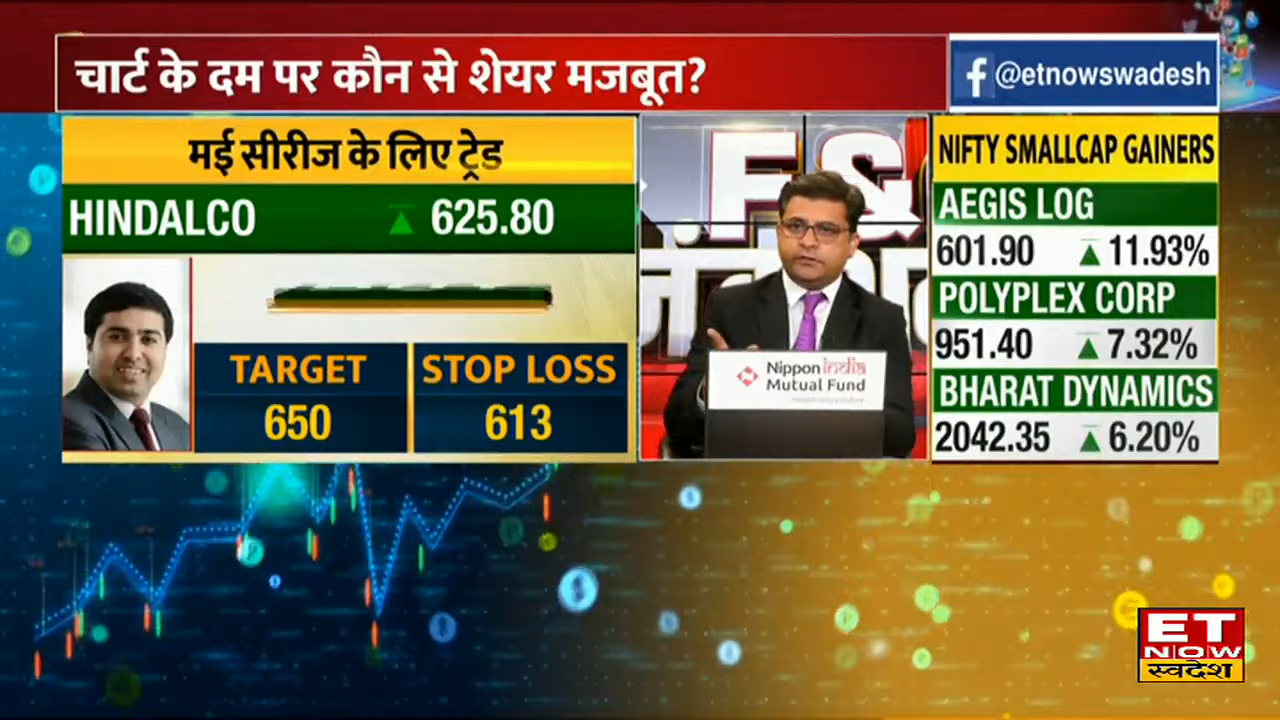 चार्ट के दम पर कौन से शेयर मजबूत?
f @etnowswadesh
मई सीरीज के लिए ट्रेड
HINDALCO ▲ 625.80
TARGET
650
STOP LOSS
613
F&
Nippon india
Mutual Fund
NIFTY SMALLCAP GAINERS
AEGIS LOG
601.90 ▲ 11.93%
POLYPLEX CORP
951.40 ▲ 7.32%
BHARAT DYNAMICS
2042.35 ▲ 6.20%
ET
NOW
स्वदेश